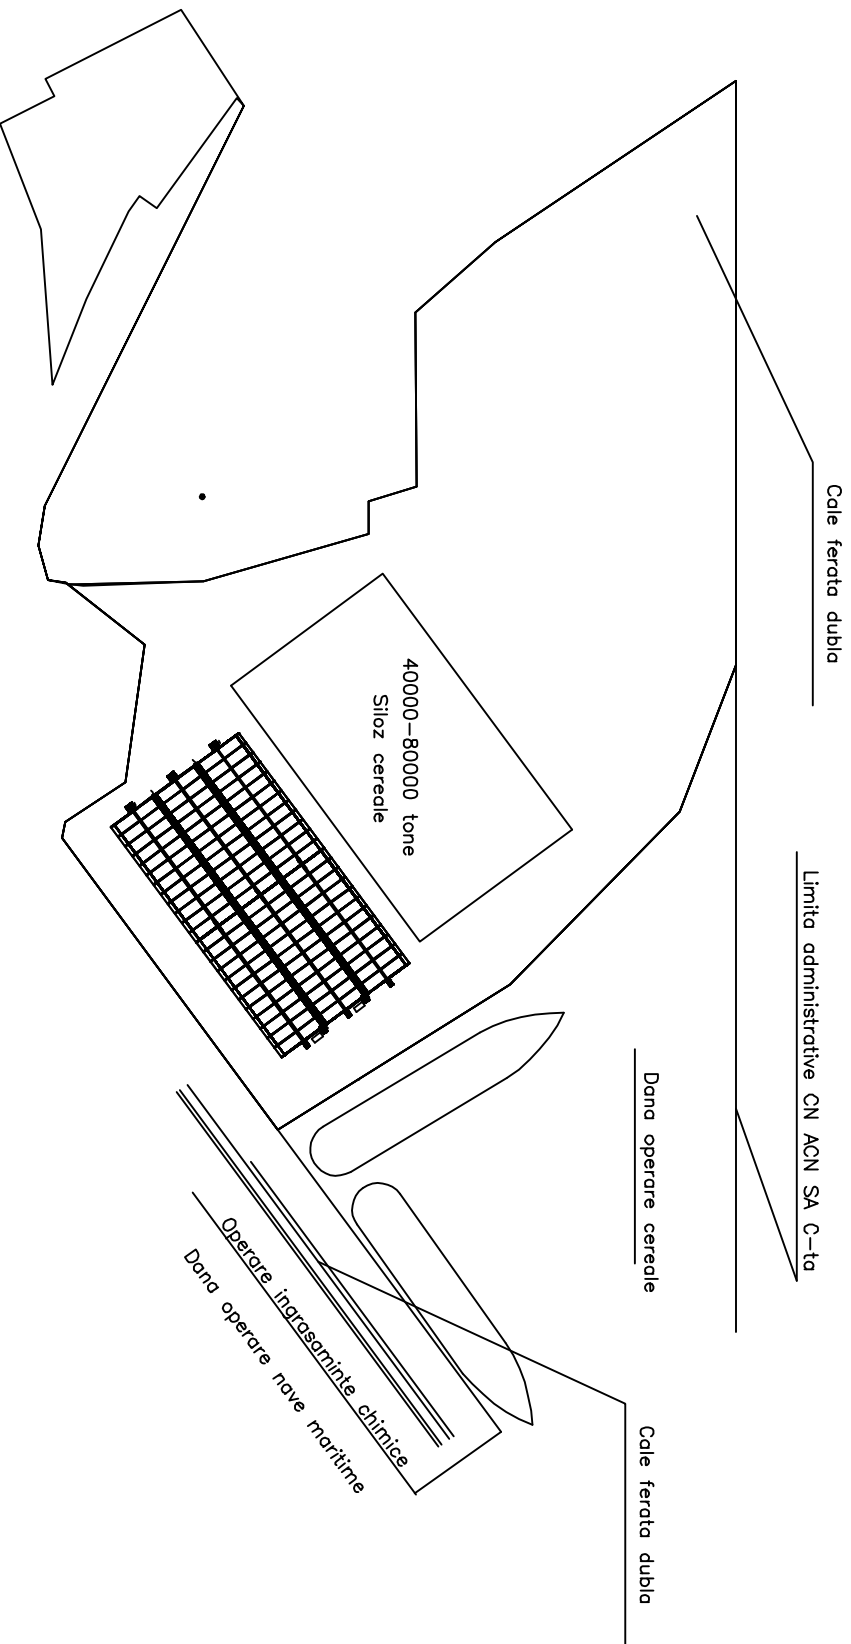 Cale ferata dubla
Limita administrative CN ACN SA C-ta
Dana operare cereale
Cale ferata dubla
40000-80000 tone
Siloz cereale
Operare ingrasaminte chimice
Dana operare nave maritime